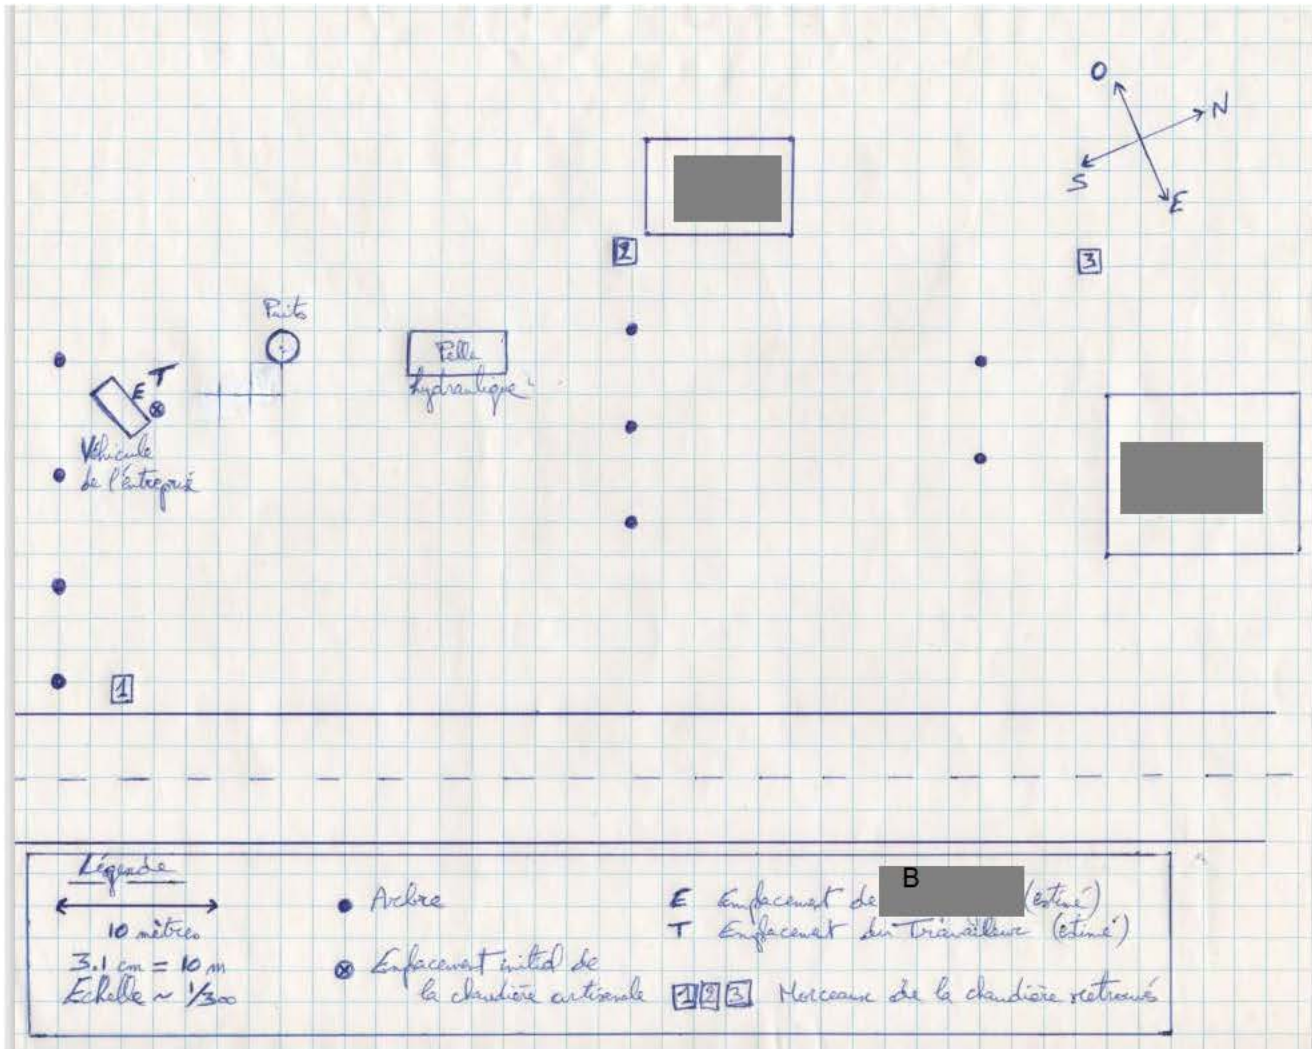 O
N
S
E
2
3
Puits
Pelle
hydraulique
T
E
Véhicule
de l'entreprise
1
Légende
10 mètres
3.1 cm = 10 m
Echelle ~ 1/300
Arbre
Emplacement initial de
la chaudière artisanale
E Emplacement de B (estimé)
T Emplacement du Travailleur (estimé)
1 2 3 Morceaux de la chaudière retrouvés